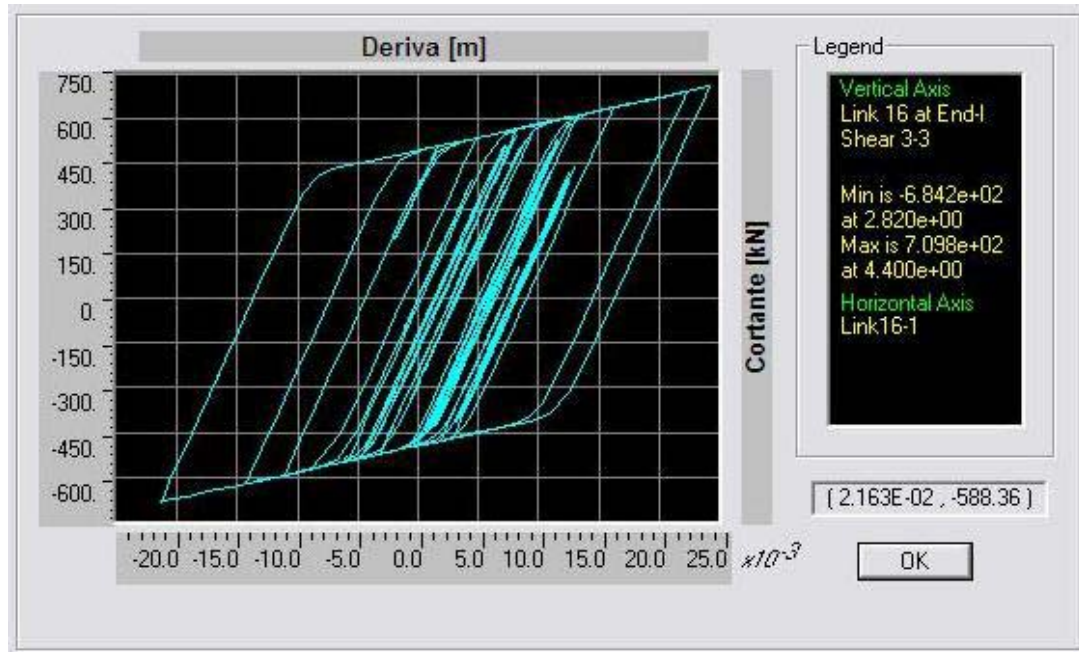 Deriva [m]
750.
600.
450.
300.
150.
0.
-150.
-300.
-450.
-600.
Cortante [kN]
-20.0 -15.0 -10.0 -5.0 0.0 5.0 10.0 15.0 20.0 25.0 x10^-3
Legend
Vertical Axis
Link 16 at End-I
Shear 3-3
Min is -6.842e+02
at 2.820e+00
Max is 7.098e+02
at 4.400e+00
Horizontal Axis
Link16-1
( 2.163E-02 , -588.36 )
OK